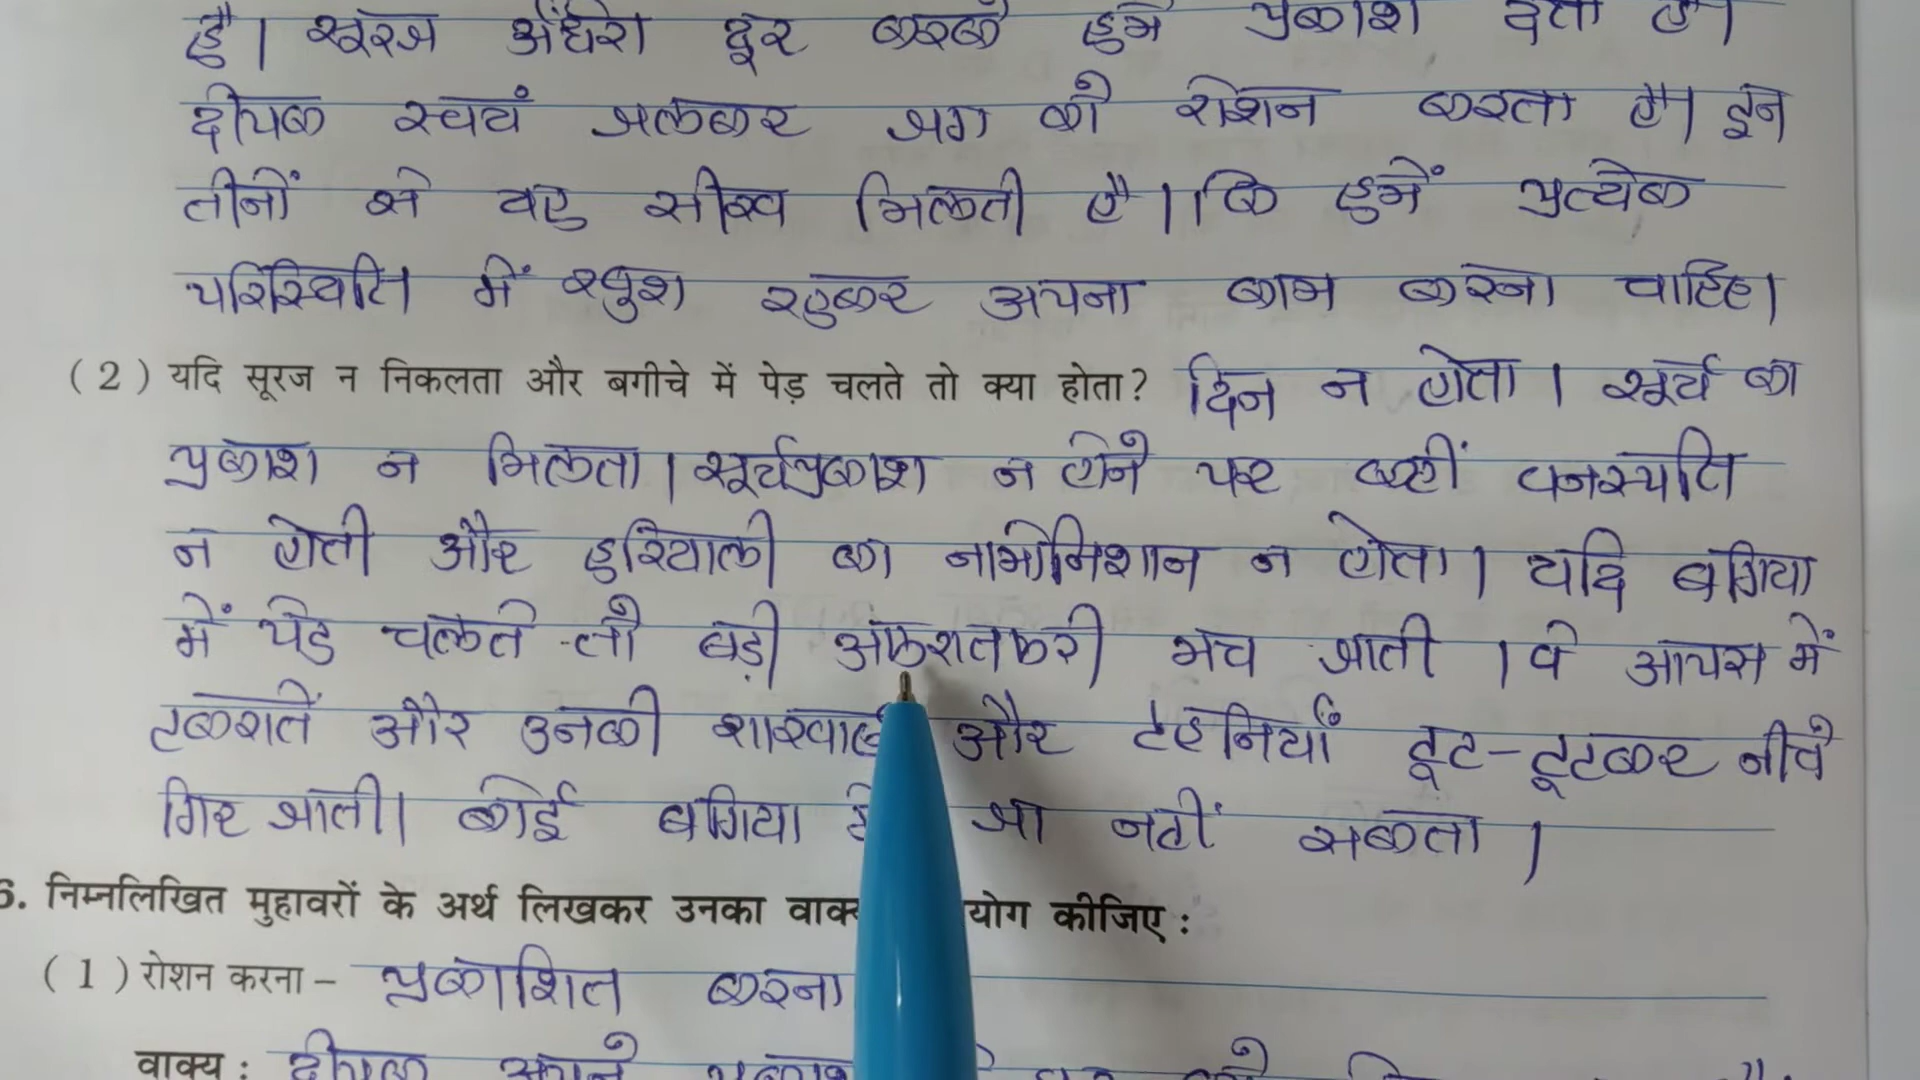 है। सूरज अंधेरा दूर करके हमें प्रकाश देता है।
दीपक स्वयं जलकर जग को रोशन करता है। इन
तीनों से यह सीख मिलती है।। कि हमें प्रत्येक
परिस्थिति में खुश रहकर अपना काम करना चाहिए।
(2) यदि सूरज न निकलता और बगीचे में पेड़ चलते तो क्या होता? दिन न होता। सूर्य का
प्रकाश न मिलता। सूर्यप्रकाश न होने पर कहीं वनस्पति
न होती और हरियाली का नामोनिशान न होता। यदि बगिया
में पेड चलते तो बड़ी अफरातफरी मच जाती। वे आपस में
टकराते और उनकी शाखाएँ और टहनियाँ टूट-टूटकर नीचे
गिर जाती। कोई बगिया जा नहीं सकता।
6. निम्नलिखित मुहावरों के अर्थ लिखकर उनका वाक्य योग कीजिए :
(1) रोशन करना - प्रकाशित करना
वाक्य : दीपक अपने प्रकाश